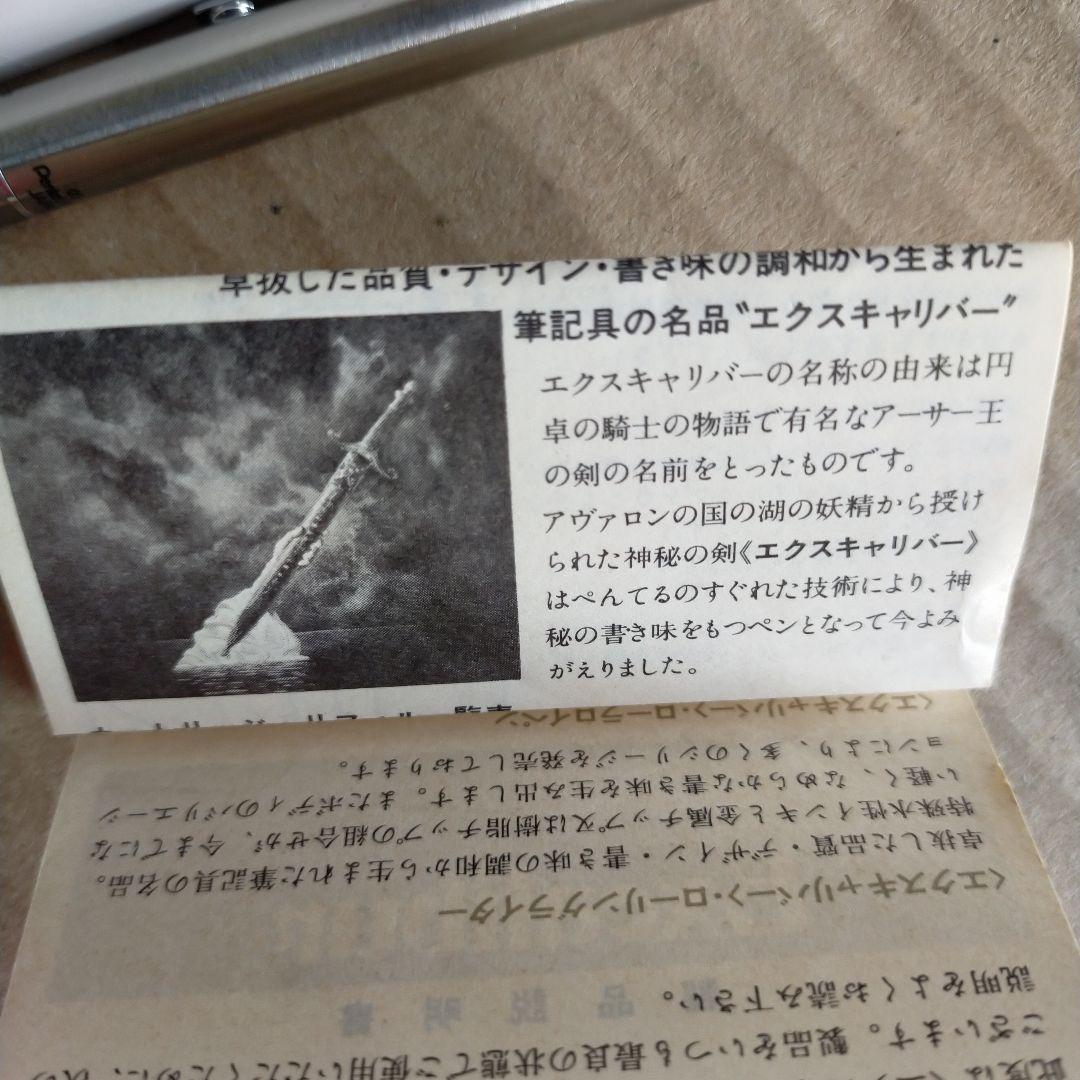 卓抜した品質・デザイン・書き味の調和から生まれた
筆記具の名品"エクスキャリバー"
エクスキャリバーの名称の由来は円
卓の騎士の物語で有名なアーサー王
の剣の名前をとったものです。
アヴァロンの国の湖の妖精から授け
られた神秘の剣《エクスキャリバー》
はぺんてるのすぐれた技術により、神
秘の書き味をもつペンとなって今よみ
がえりました。
此度は
ございます。製品をいつも最良の状態でご使用いただくために、次の
説明をよくお読み下さい。
製品説明書
〈エクスキャリバー〉ローリングライター
卓抜した品質・デザイン・書き味の調和から生まれた筆記具の名品。
特殊水性インキと金属チップ又は樹脂チップの組合せが、今までにな
い軽く、なめらかな書き味を生み出します。またボディのバリエーシ
ョンにより、多くのシリーズを発売しております。
〈エクスキャリバー〉ローラロイペン